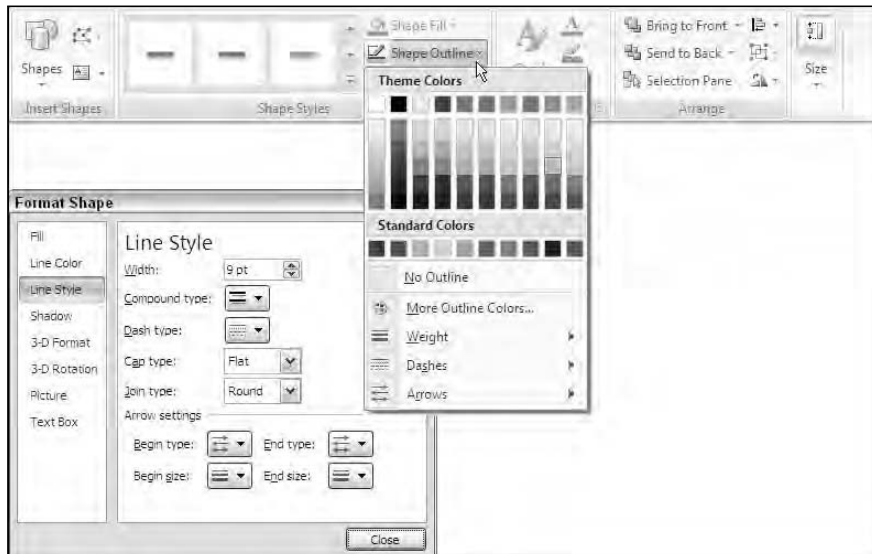 Shape Fill
Bring to Front
Shape Outline
Send to Back
Shapes
Selection Pane
Size
Insert Shapes
Shape Styles
Arrange
Theme Colors
Standard Colors
No Outline
More Outline Colors...
Weight
Dashes
Arrows
Format Shape
Fill
Line Color
Line Style
Shadow
3-D Format
3-D Rotation
Picture
Text Box
Line Style
Width: 9 pt
Compound type:
Dash type:
Cap type: Flat
Join type: Round
Arrow settings
Begin type: End type:
Begin size: End size:
Close